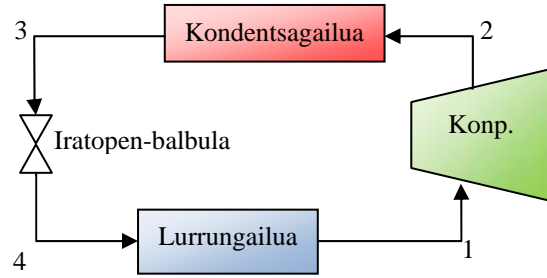 3
Kondentsagailua
2
Konp.
Iratopen-balbula
Lurrungailua
4
1